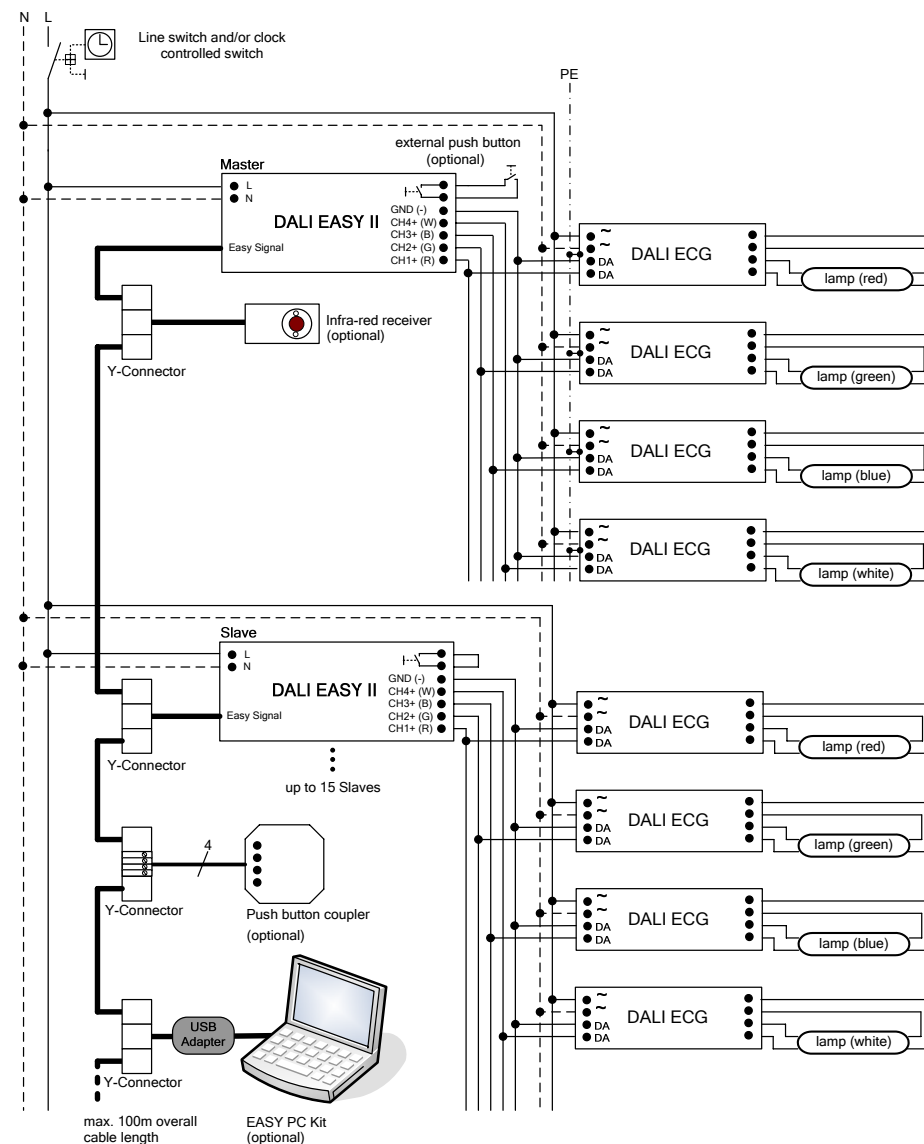 N L
Line switch and/or clock
controlled switch
PE
external push button
(optional)
Master
L
N
DALI EASY II
GND (-)
CH4+ (W)
CH3+ (B)
CH2+ (G)
CH1+ (R)
Easy Signal
~
~
DA
DA
DALI ECG
lamp (red)
Y-Connector
Infra-red receiver
(optional)
~
~
DA
DA
DALI ECG
lamp (green)
~
~
DA
DA
DALI ECG
lamp (blue)
~
~
DA
DA
DALI ECG
lamp (white)
Slave
L
N
DALI EASY II
GND (-)
CH4+ (W)
CH3+ (B)
CH2+ (G)
CH1+ (R)
Easy Signal
Y-Connector
up to 15 Slaves
~
~
DA
DA
DALI ECG
lamp (red)
~
~
DA
DA
DALI ECG
lamp (green)
4
Y-Connector
Push button coupler
(optional)
~
~
DA
DA
DALI ECG
lamp (blue)
~
~
DA
DA
DALI ECG
lamp (white)
USB
Adapter
Y-Connector
max. 100m overall
cable length
EASY PC Kit
(optional)